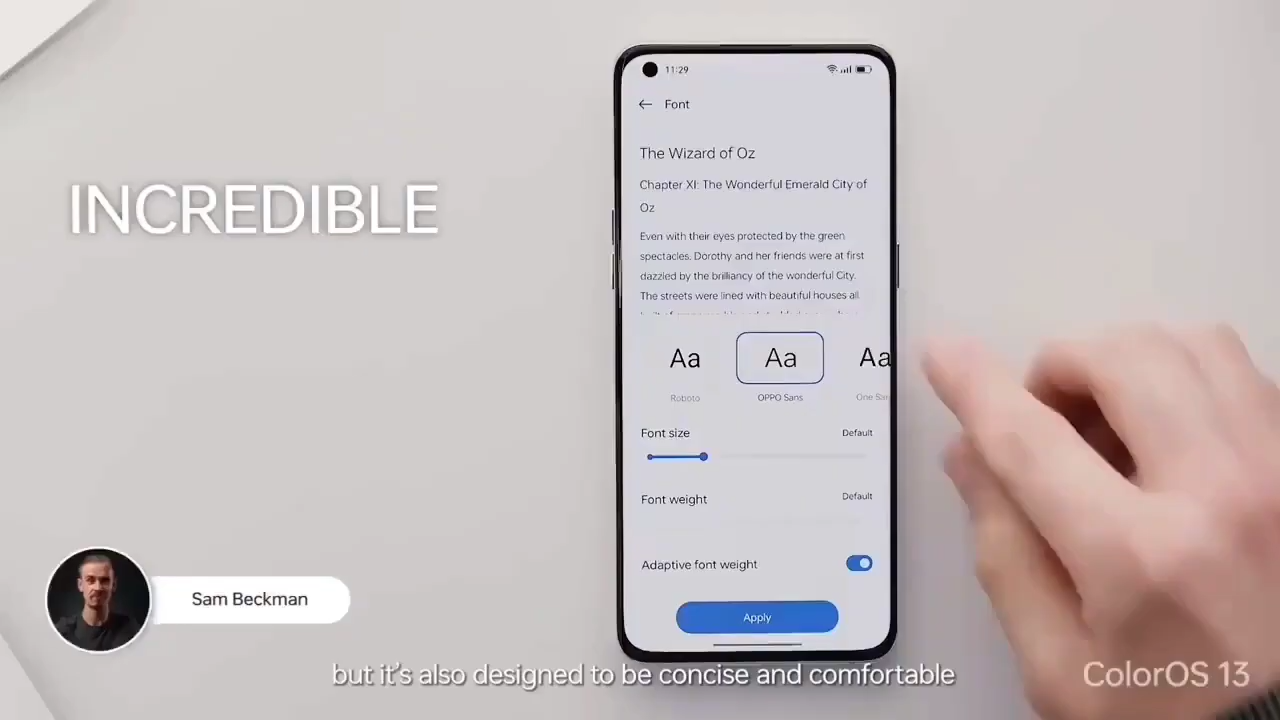 11:29
Font
The Wizard of Oz
Chapter XI: The Wonderful Emerald City of
Oz
Even with their eyes protected by the green
spectacles. Dorothy and her friends were at first
dazzled by the brilliancy of the wonderful City.
The streets were lined with beautiful houses all
INCREDIBLE
Aa
Aa
Aa
Roboto
OPPO Sans
One San
Font size
Default
Font weight
Default
Adaptive font weight
Apply
Sam Beckman
but it's also designed to be concise and comfortable
ColorOS 13